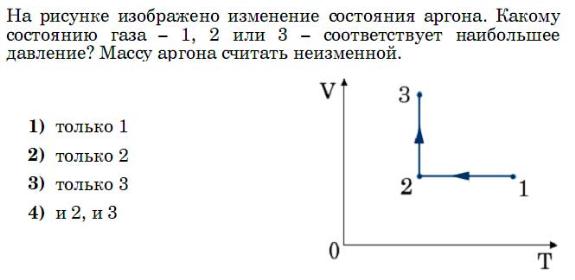 На рисунке изображено изменение состояния аргона. Какому
состоянию газа – 1, 2 или 3 – соответствует наибольшее
давление? Массу аргона считать неизменной.
1) только 1
2) только 2
3) только 3
4) и 2, и 3
V
3
2
1
0
T